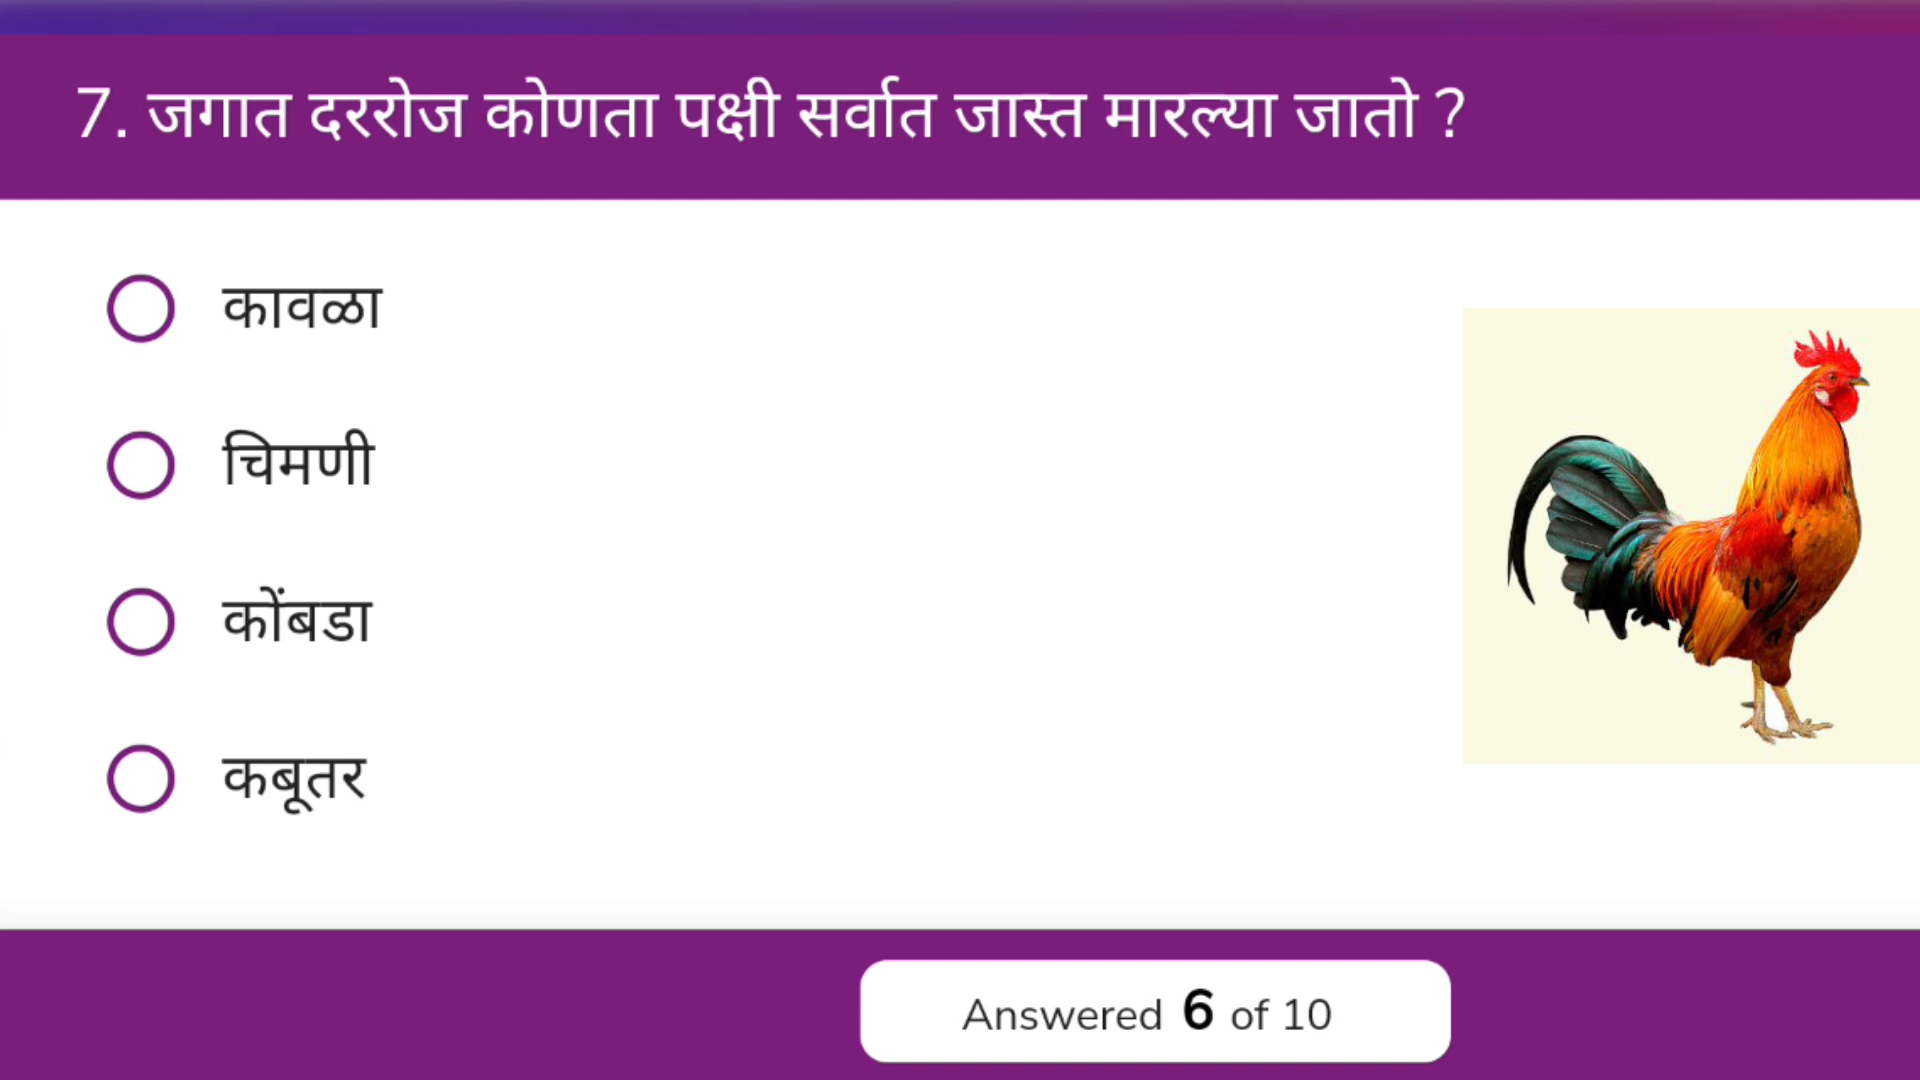 7. जगात दररोज कोणता पक्षी सर्वात जास्त मारल्या जातो ?
कावळा
चिमणी
कोंबडा
कबूतर
Answered 6 of 10